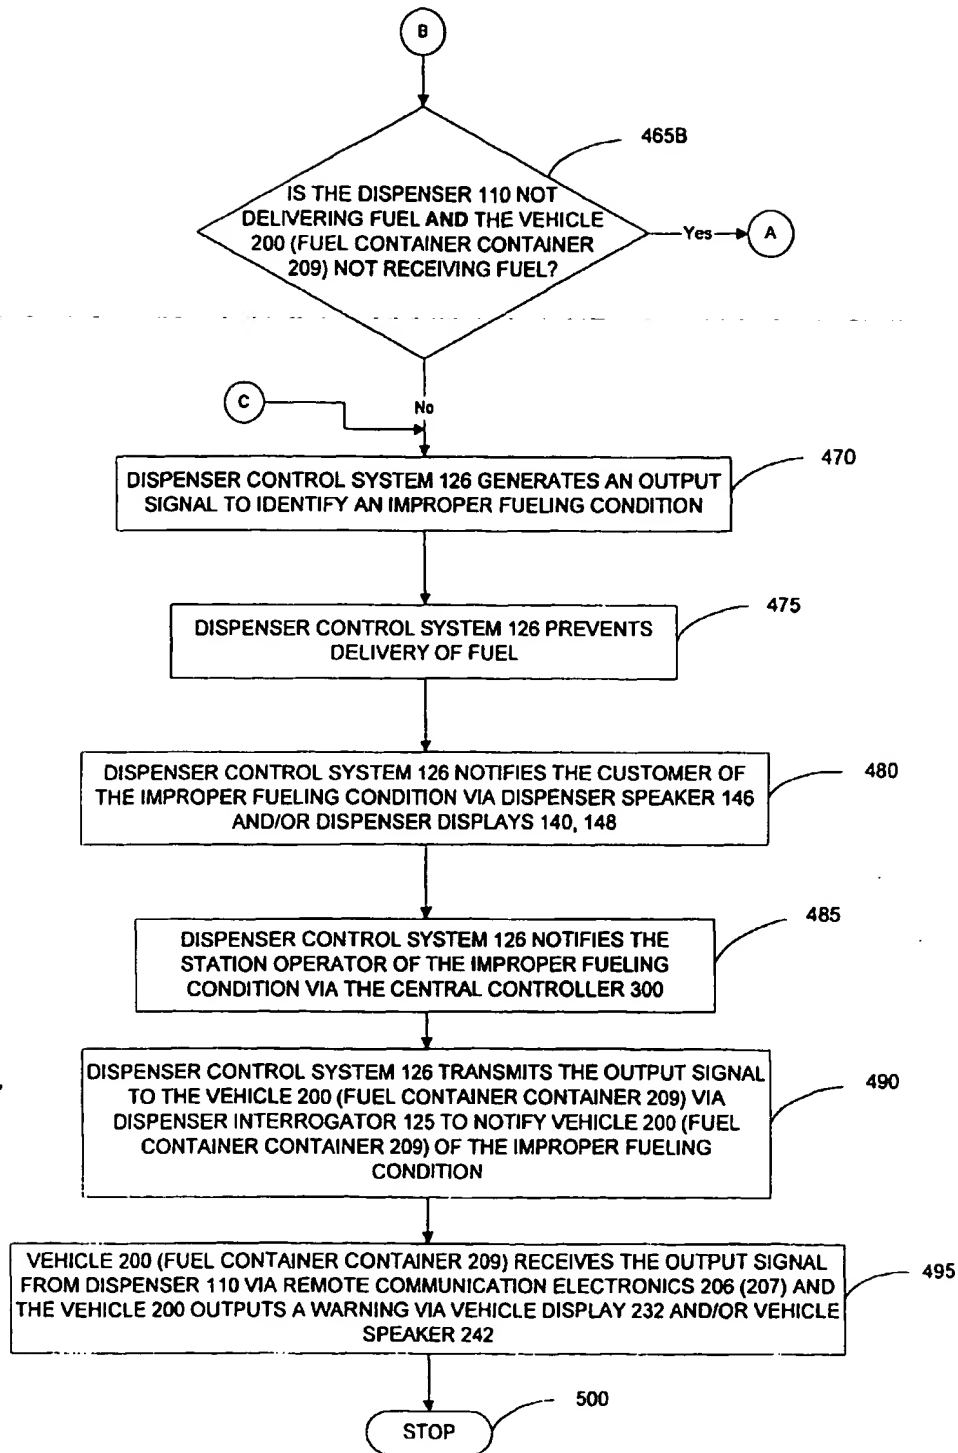 B
465B
IS THE DISPENSER 110 NOT
DELIVERING FUEL AND THE VEHICLE
200 (FUEL CONTAINER CONTAINER
209) NOT RECEIVING FUEL?
Yes
A
C
No
470
DISPENSER CONTROL SYSTEM 126 GENERATES AN OUTPUT
SIGNAL TO IDENTIFY AN IMPROPER FUELING CONDITION
475
DISPENSER CONTROL SYSTEM 126 PREVENTS
DELIVERY OF FUEL
480
DISPENSER CONTROL SYSTEM 126 NOTIFIES THE CUSTOMER OF
THE IMPROPER FUELING CONDITION VIA DISPENSER SPEAKER 146
AND/OR DISPENSER DISPLAYS 140, 148
485
DISPENSER CONTROL SYSTEM 126 NOTIFIES THE
STATION OPERATOR OF THE IMPROPER FUELING
CONDITION VIA THE CENTRAL CONTROLLER 300
490
DISPENSER CONTROL SYSTEM 126 TRANSMITS THE OUTPUT SIGNAL
TO THE VEHICLE 200 (FUEL CONTAINER CONTAINER 209) VIA
DISPENSER INTERROGATOR 125 TO NOTIFY VEHICLE 200 (FUEL
CONTAINER CONTAINER 209) OF THE IMPROPER FUELING
CONDITION
495
VEHICLE 200 (FUEL CONTAINER CONTAINER 209) RECEIVES THE OUTPUT SIGNAL
FROM DISPENSER 110 VIA REMOTE COMMUNICATION ELECTRONICS 206 (207) AND
THE VEHICLE 200 OUTPUTS A WARNING VIA VEHICLE DISPLAY 232 AND/OR VEHICLE
SPEAKER 242
500
STOP